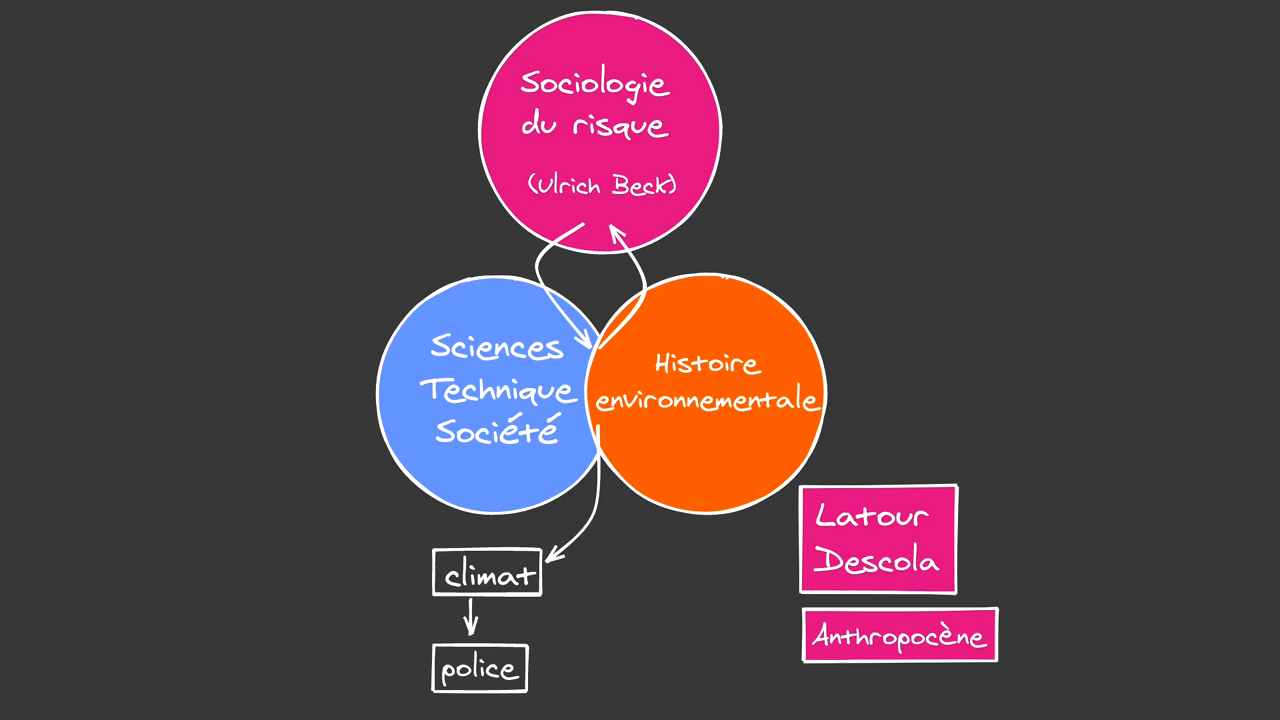 Sociologie
du risque
(Ulrich Beck)
Sciences
Technique
Société
Histoire
environnementale
Latour
Descola
climat
Anthropocène
police